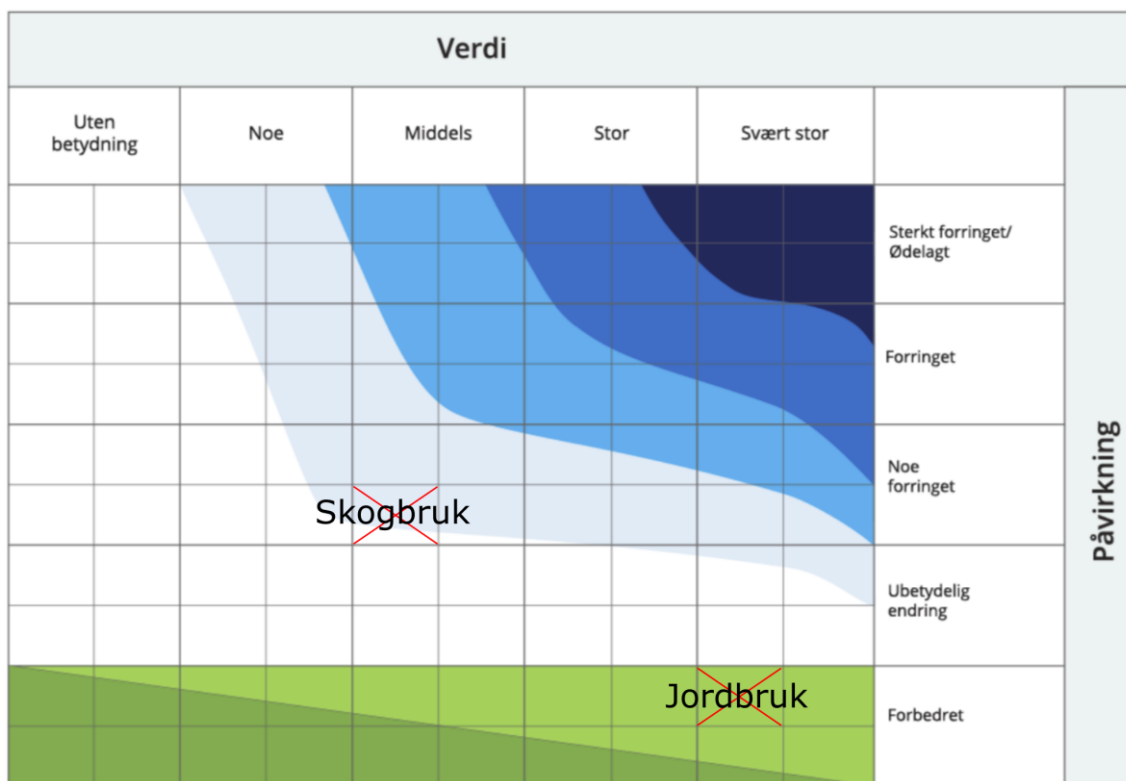 Verdi
Uten
betydning
Noe
Middels
Stor
Svært stor
Sterkt forringet/
Ødelagt
Forringet
Noe
forringet
Ubetydelig
endring
Forbedret
Påvirkning
Skogbruk
Jordbruk